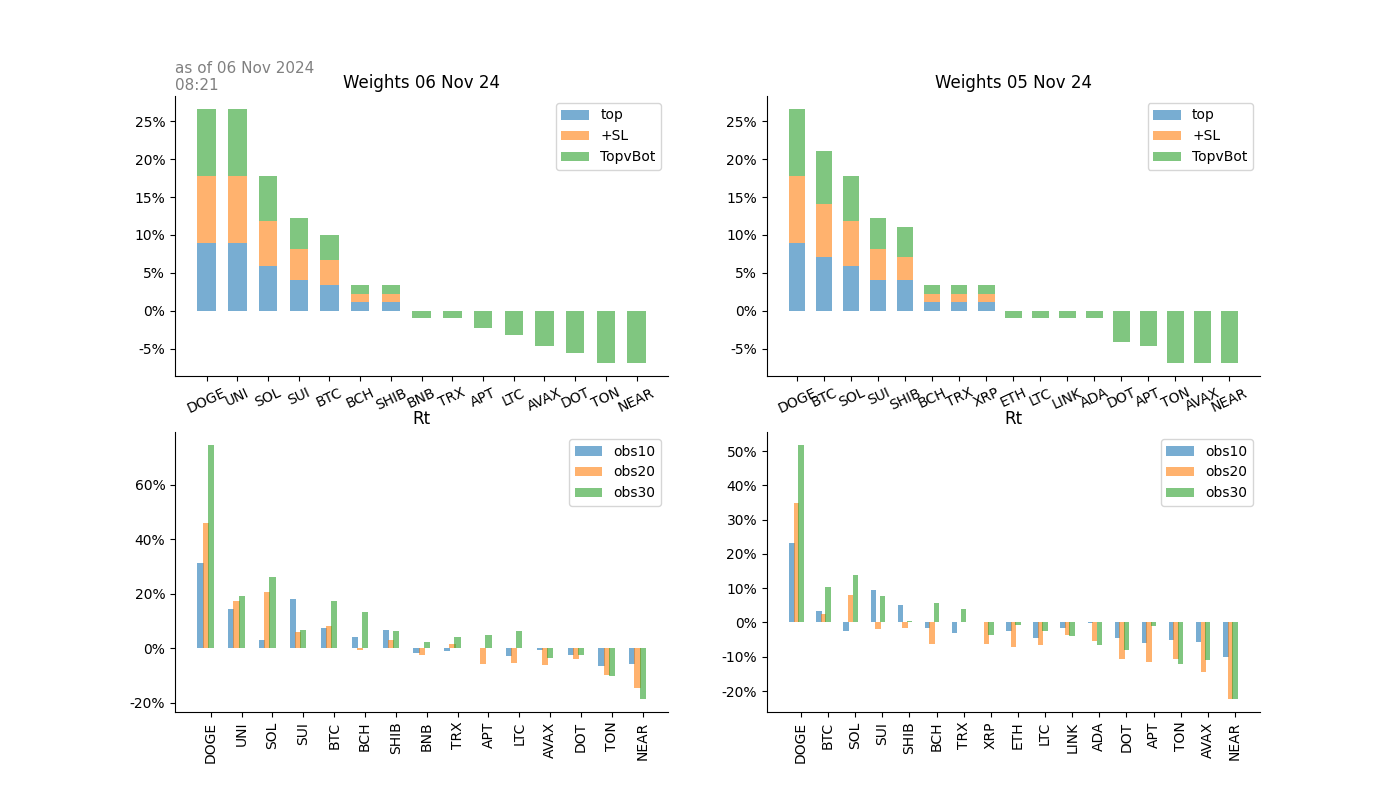 as of 06 Nov 2024
08:21
Weights 06 Nov 24
25%
20%
15%
10%
5%
0%
-5%
top
+SL
TopvBot
DOGE UNI SOL SUI BTC BCH SHIB BNB TRX APT LTC AVAX DOT TON NEAR
Weights 05 Nov 24
25%
20%
15%
10%
5%
0%
-5%
top
+SL
TopvBot
DOGE BTC SOL SUI SHIB BCH TRX XRP ETH LTC LINK ADA DOT APT TON AVAX NEAR
Rt
60%
40%
20%
0%
-20%
obs10
obs20
obs30
DOGE UNI SOL SUI BTC BCH SHIB BNB TRX APT LTC AVAX DOT TON NEAR
Rt
50%
40%
30%
20%
10%
0%
-10%
-20%
obs10
obs20
obs30
DOGE BTC SOL SUI SHIB BCH TRX XRP ETH LTC LINK ADA DOT APT TON AVAX NEAR